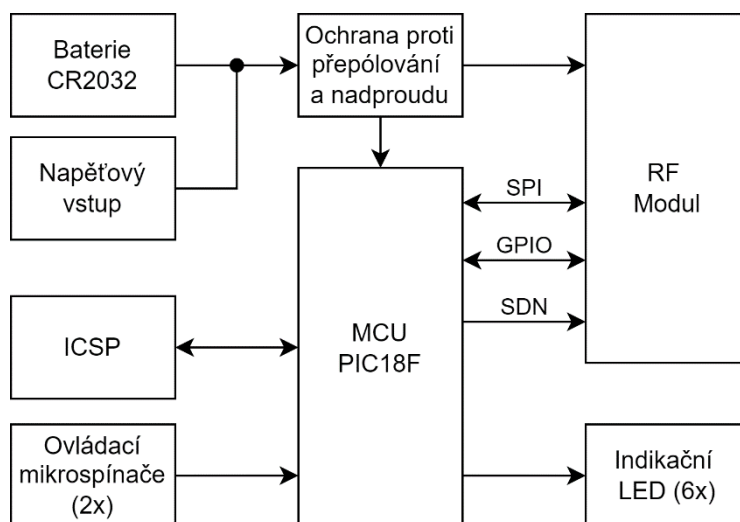 Baterie
CR2032
Ochrana proti
přepólování
a nadproudu
Napěťový
vstup
SPI
RF
Modul
GPIO
SDN
ICSP
MCU
PIC18F
Ovládací
mikrospínače
(2x)
Indikační
LED (6x)